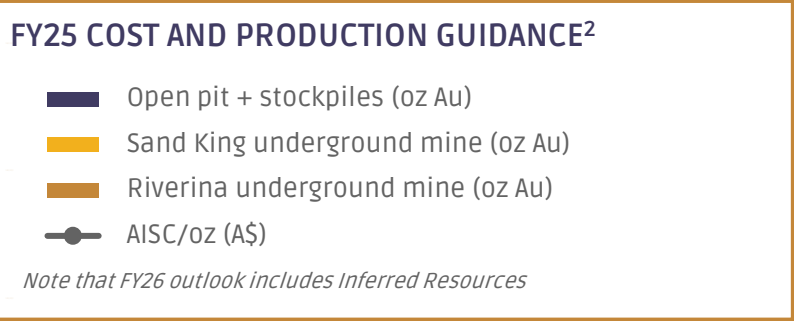 FY25 COST AND PRODUCTION GUIDANCE²
Open pit + stockpiles (oz Au)
Sand King underground mine (oz Au)
Riverina underground mine (oz Au)
AISC/oz (A$)
Note that FY26 outlook includes Inferred Resources